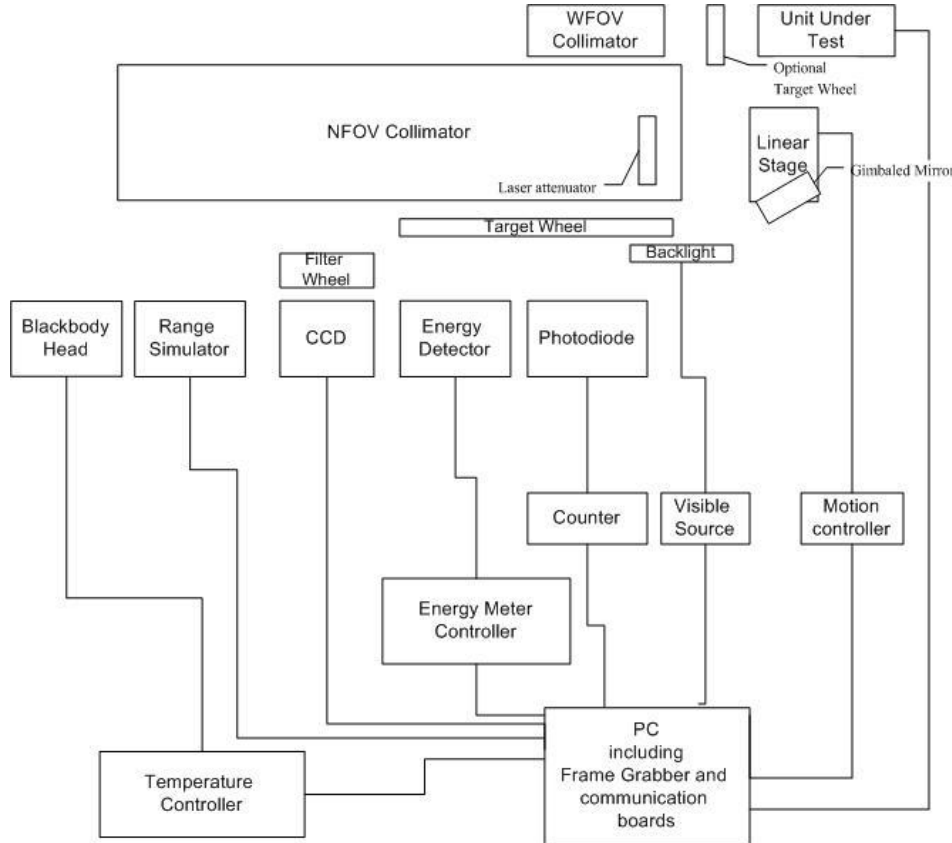 WFOV
Collimator
Unit Under
Test
Optional
Target Wheel
NFOV Collimator
Laser attenuator
Linear
Stage
Gimbaled Mirror
Target Wheel
Backlight
Filter
Wheel
Blackbody
Head
Range
Simulator
CCD
Energy
Detector
Photodiode
Counter
Visible
Source
Motion
controller
Energy Meter
Controller
PC
including
Frame Grabber and
communication
boards
Temperature
Controller